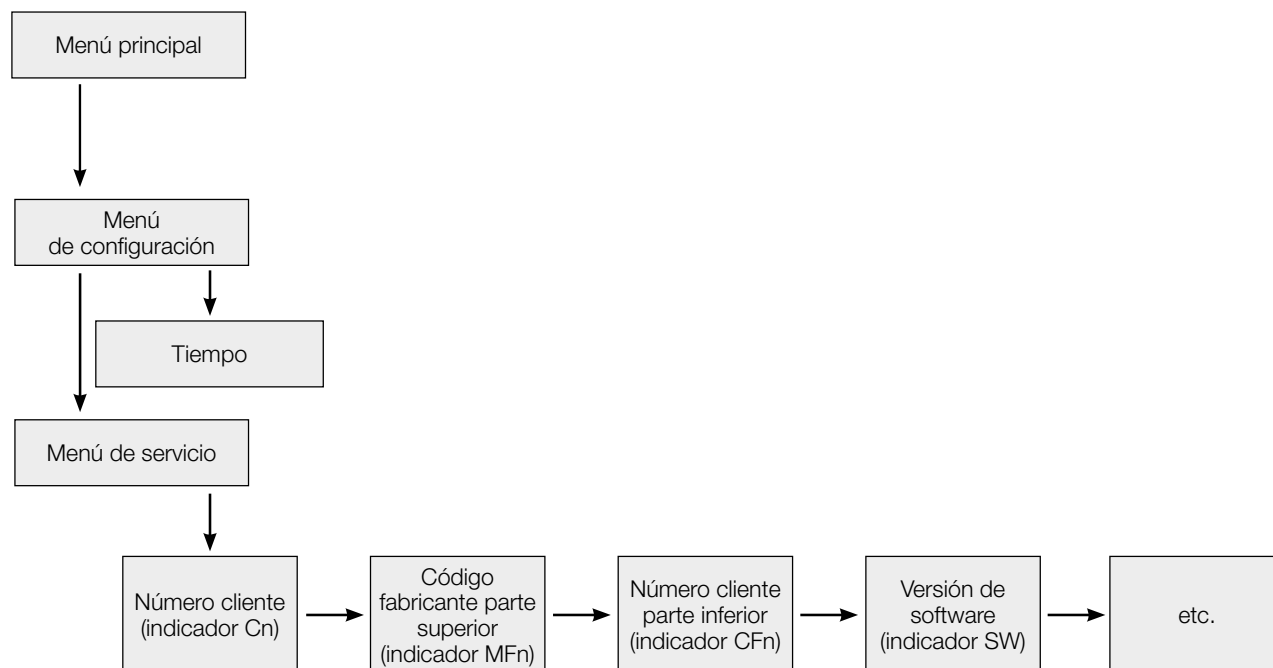 Menú principal
Menú
de configuración
Tiempo
Menú de servicio
Número cliente
(indicador Cn)
Código
fabricante parte
superior
(indicador MFn)
Número cliente
parte inferior
(indicador CFn)
Versión de
software
(indicador SW)
etc.